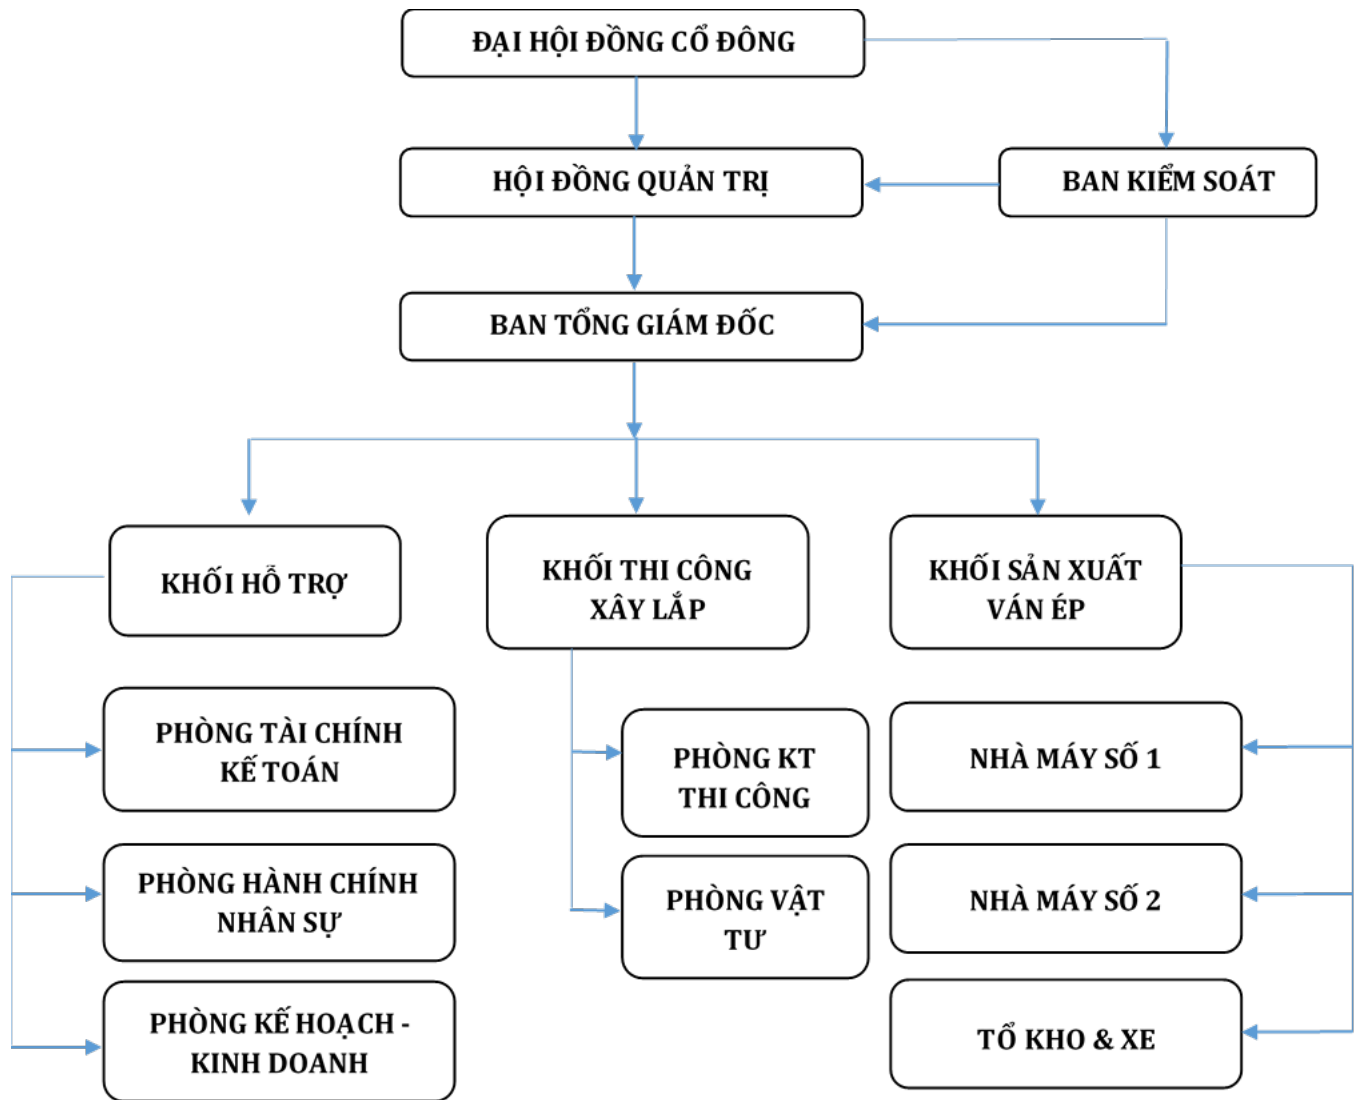 ĐẠI HỘI ĐỒNG CỔ ĐÔNG
HỘI ĐỒNG QUẢN TRỊ
BAN KIỂM SOÁT
BAN TỔNG GIÁM ĐỐC
KHỐI HỖ TRỢ
KHỐI THI CÔNG
XÂY LẮP
KHỐI SẢN XUẤT
VÁN ÉP
PHÒNG TÀI CHÍNH
KẾ TOÁN
PHÒNG HÀNH CHÍNH
NHÂN SỰ
PHÒNG KẾ HOẠCH -
KINH DOANH
PHÒNG KT
THI CÔNG
PHÒNG VẬT
TƯ
NHÀ MÁY SỐ 1
NHÀ MÁY SỐ 2
TỔ KHO & XE